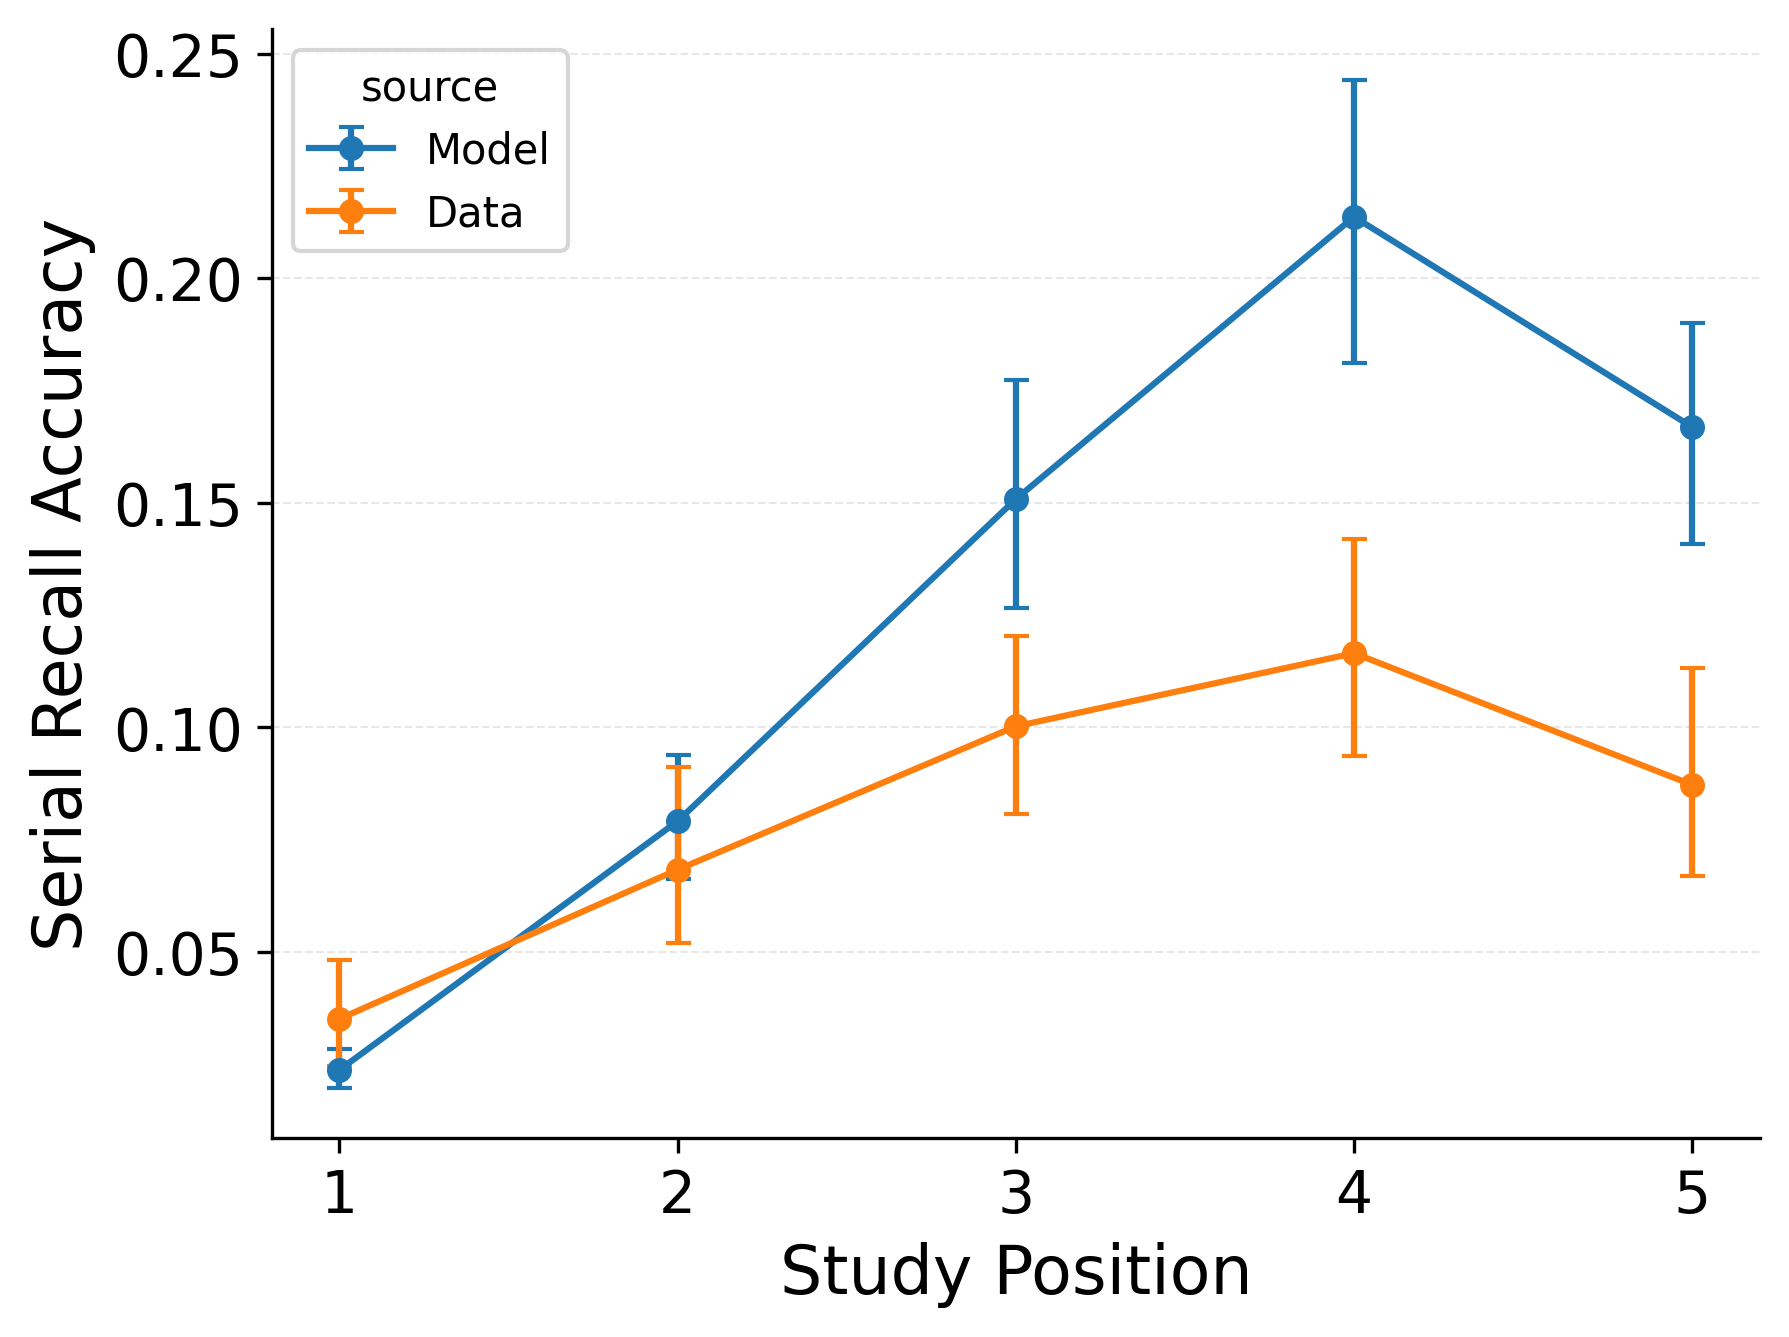 source
Model
Data
0.25
0.20
0.15
0.10
0.05
Serial Recall Accuracy
1 2 3 4 5
Study Position